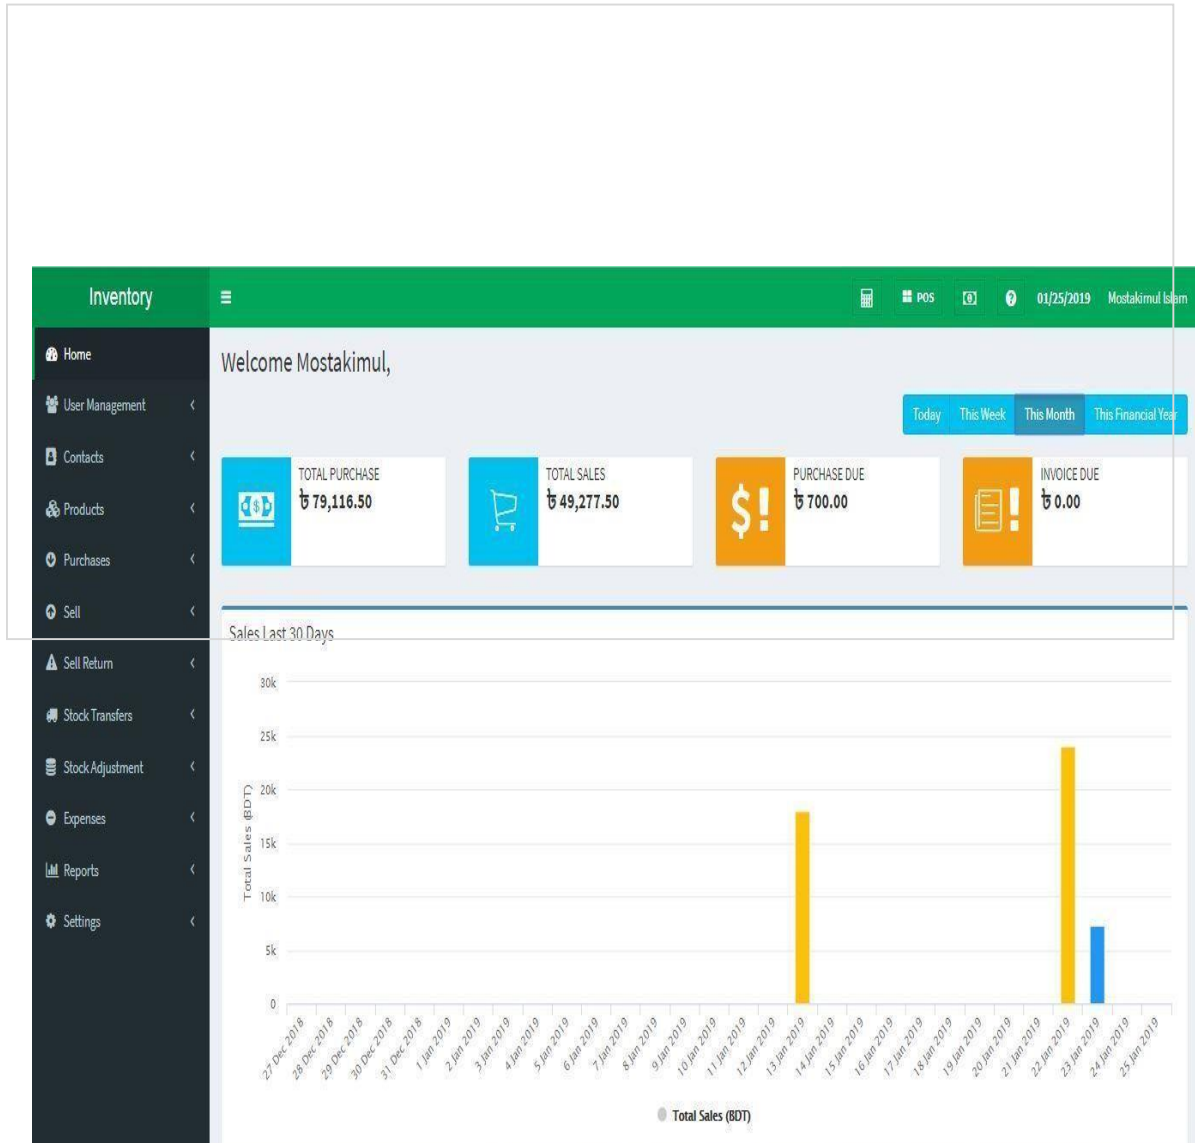 Inventory
POS
01/25/2019
Mostakimul Islam
Home
Welcome Mostakimul,
User Management
Today This Week This Month This Financial Year
Contacts
TOTAL PURCHASE
৳ 79,116.50
TOTAL SALES
৳ 49,277.50
PURCHASE DUE
৳ 700.00
INVOICE DUE
৳ 0.00
Products
Purchases
Sell
Sell Return
Stock Transfers
Stock Adjustment
Expenses
Reports
Settings
Sales Last 30 Days
30k
25k
20k
15k
10k
5k
0
Total Sales (BDT)
27 Dec 2018
28 Dec 2018
29 Dec 2018
30 Dec 2018
31 Dec 2018
1 Jan 2019
2 Jan 2019
3 Jan 2019
4 Jan 2019
5 Jan 2019
6 Jan 2019
7 Jan 2019
8 Jan 2019
9 Jan 2019
10 Jan 2019
11 Jan 2019
12 Jan 2019
13 Jan 2019
14 Jan 2019
15 Jan 2019
16 Jan 2019
17 Jan 2019
18 Jan 2019
19 Jan 2019
20 Jan 2019
21 Jan 2019
22 Jan 2019
23 Jan 2019
24 Jan 2019
25 Jan 2019
Total Sales (BDT)